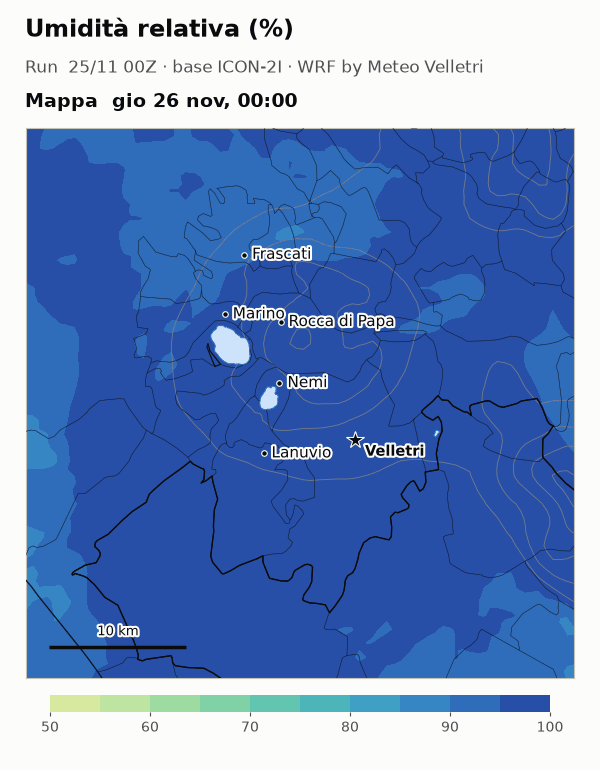 Umidità relativa (%)
Run  25/11 00Z · base ICON-2I · WRF by Meteo Velletri
Mappa  gio 26 nov, 00:00
Frascati
Marino
Rocca di Papa
Nemi
Velletri
Lanuvio
10 km
50 60 70 80 90 100